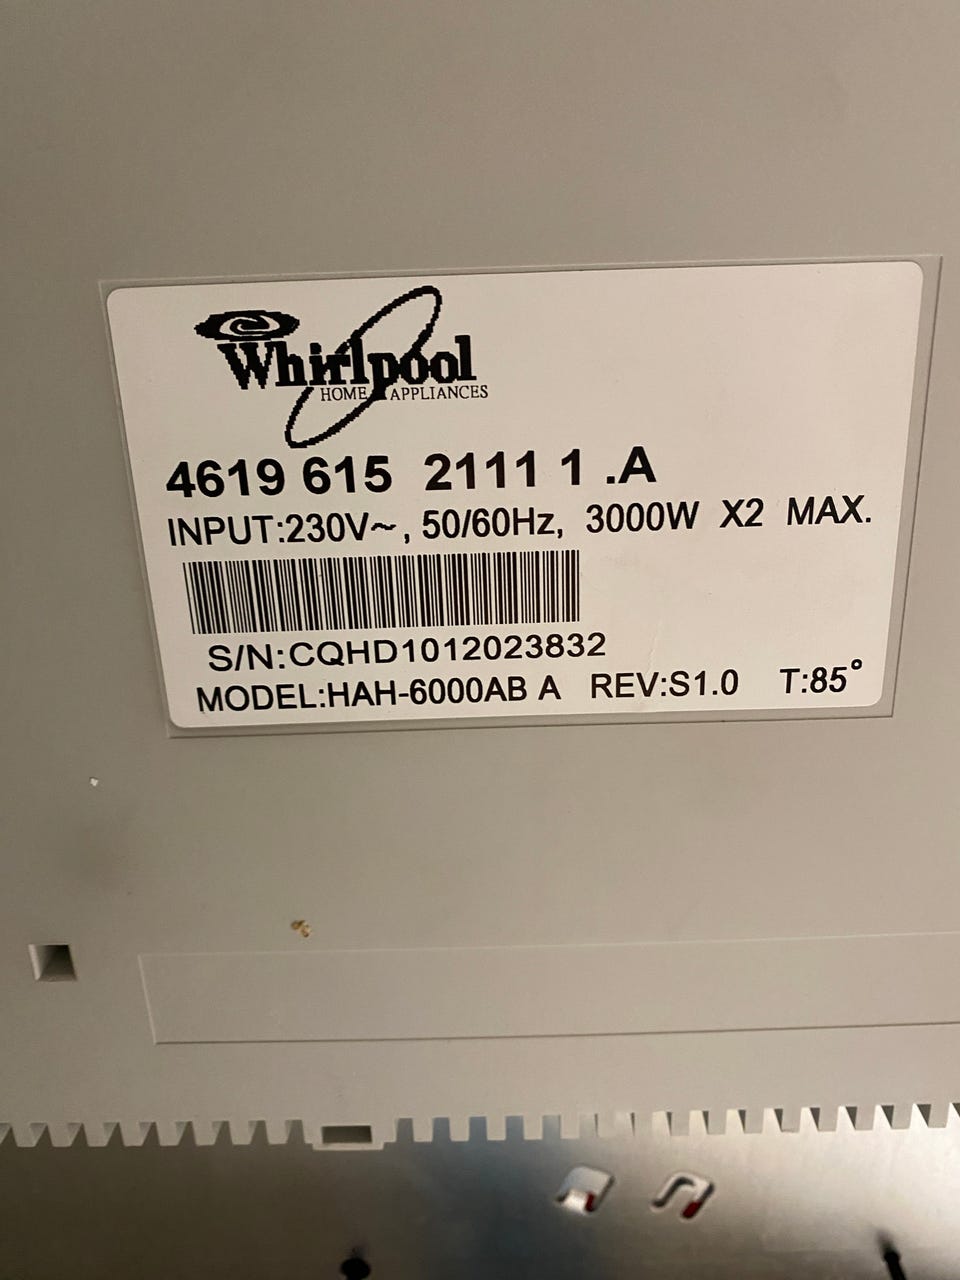 Whirlpool
HOME APPLIANCES
4619 615 2111 1 .A
INPUT:230V~, 50/60Hz, 3000W X2 MAX.
S/N:CQHD1012023832
MODEL:HAH-6000AB A REV:S1.0 T:85°